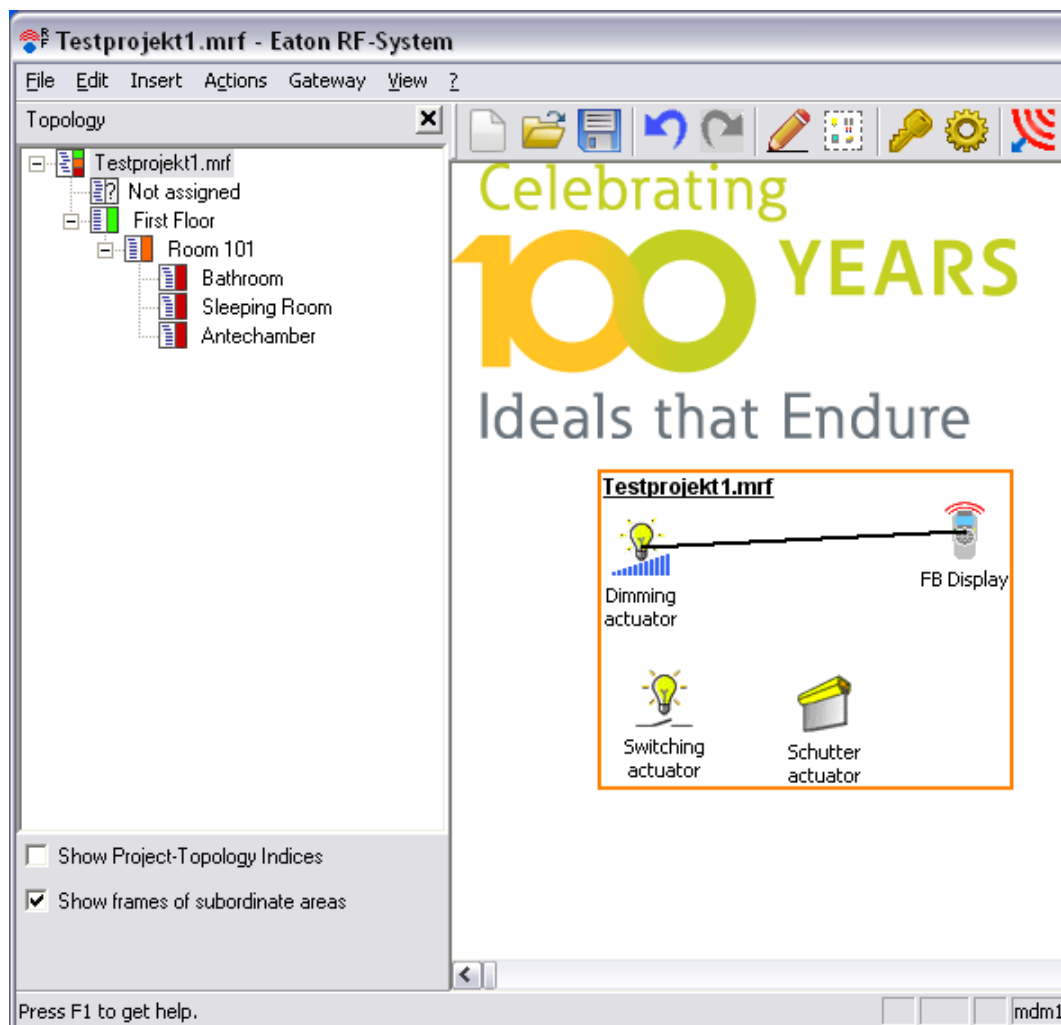 Testprojekt1.mrf - Eaton RF-System
File Edit Insert Actions Gateway View ?
Topology
Testprojekt1.mrf
Not assigned
First Floor
Room 101
Bathroom
Sleeping Room
Antechamber
Show Project-Topology Indices
Show frames of subordinate areas
Celebrating
100 YEARS
Ideals that Endure
Testprojekt1.mrf
Dimming
actuator
FB Display
Switching
actuator
Schutter
actuator
Press F1 to get help.
mdm1